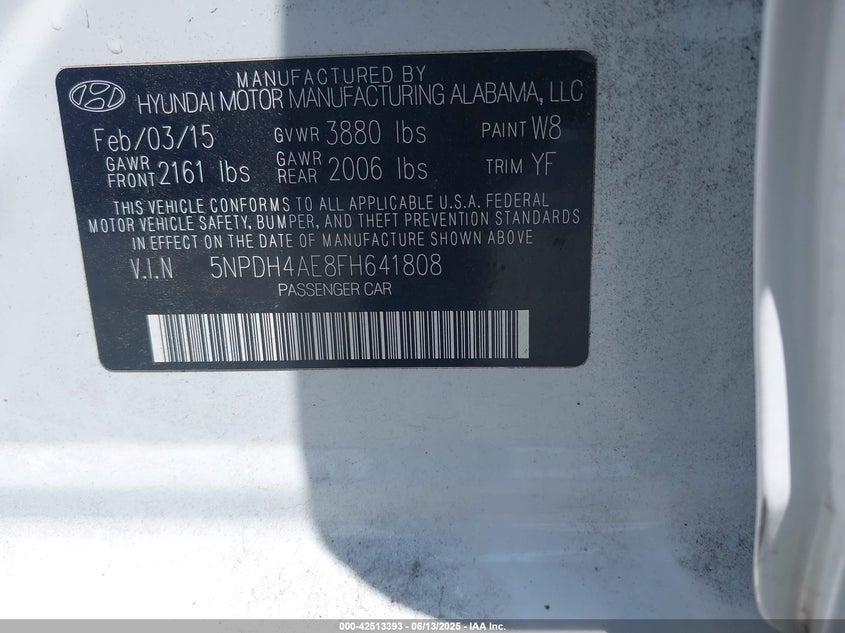 MANUFACTURED BY
HYUNDAI MOTOR MANUFACTURING ALABAMA, LLC
Feb/03/15 GVWR 3880 lbs PAINT W8
GAWR FRONT 2161 lbs GAWR REAR 2006 lbs TRIM YF
THIS VEHICLE CONFORMS TO ALL APPLICABLE U.S.A. FEDERAL
MOTOR VEHICLE SAFETY, BUMPER, AND THEFT PREVENTION STANDARDS
IN EFFECT ON THE DATE OF MANUFACTURE SHOWN ABOVE
V.I.N 5NPDH4AE8FH641808
PASSENGER CAR
000-42513393 - 06/13/2025 - IAA Inc.